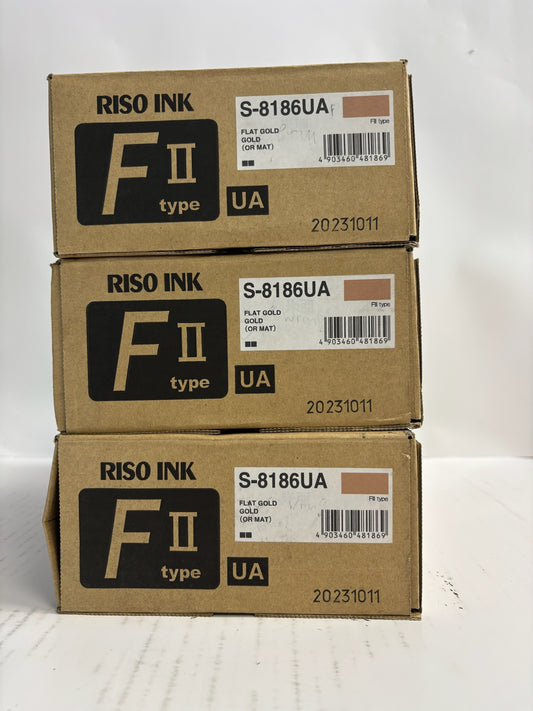 RISO INK
F II
type
UA
S-8186UA
FII type
FLAT GOLD
GOLD
(OR MAT)
4 903460 481869
20231011
RISO INK
F II
type
UA
S-8186UA
FII type
FLAT GOLD
GOLD
(OR MAT)
4 903460 481869
20231011
RISO INK
F II
type
UA
S-8186UA
FII type
FLAT GOLD
GOLD
(OR MAT)
4 903460 481869
20231011